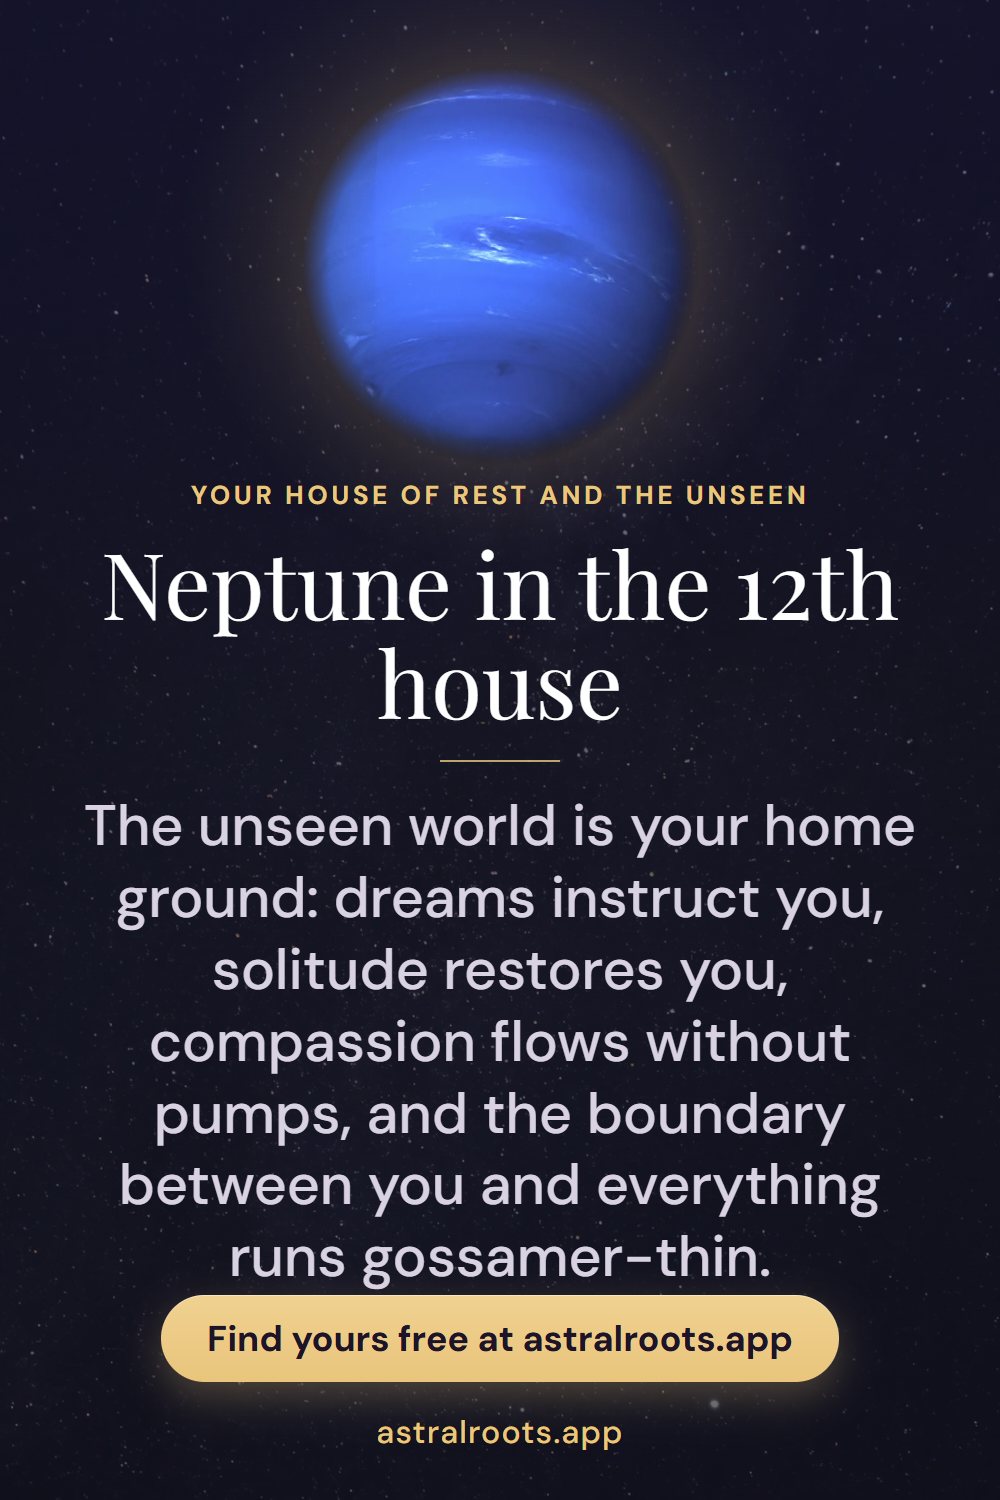 YOUR HOUSE OF REST AND THE UNSEEN
Neptune in the 12th
house
The unseen world is your home
ground: dreams instruct you,
solitude restores you,
compassion flows without
pumps, and the boundary
between you and everything
runs gossamer-thin.
Find yours free at astralroots.app
astralroots.app